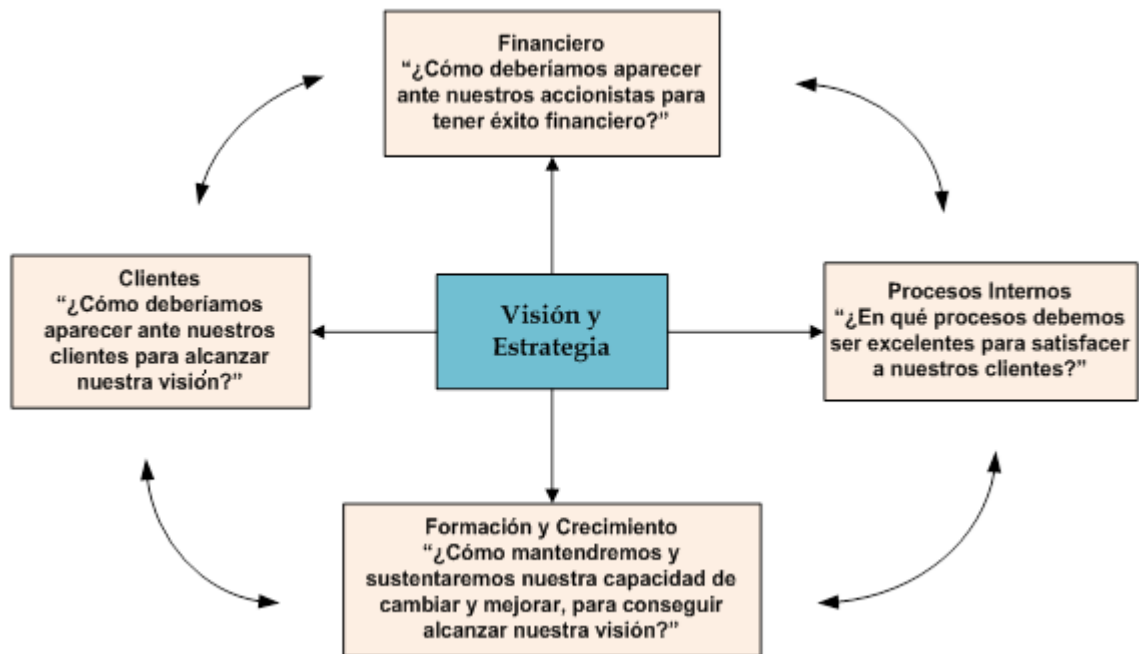 Financiero
“¿Cómo deberíamos aparecer
ante nuestros accionistas para
tener éxito financiero?”
Clientes
“¿Cómo deberíamos
aparecer ante nuestros
clientes para alcanzar
nuestra visión?”
Visión y
Estrategia
Procesos Internos
“¿En qué procesos debemos
ser excelentes para satisfacer
a nuestros clientes?”
Formación y Crecimiento
“¿Cómo mantendremos y
sustentaremos nuestra capacidad de
cambiar y mejorar, para conseguir
alcanzar nuestra visión?”